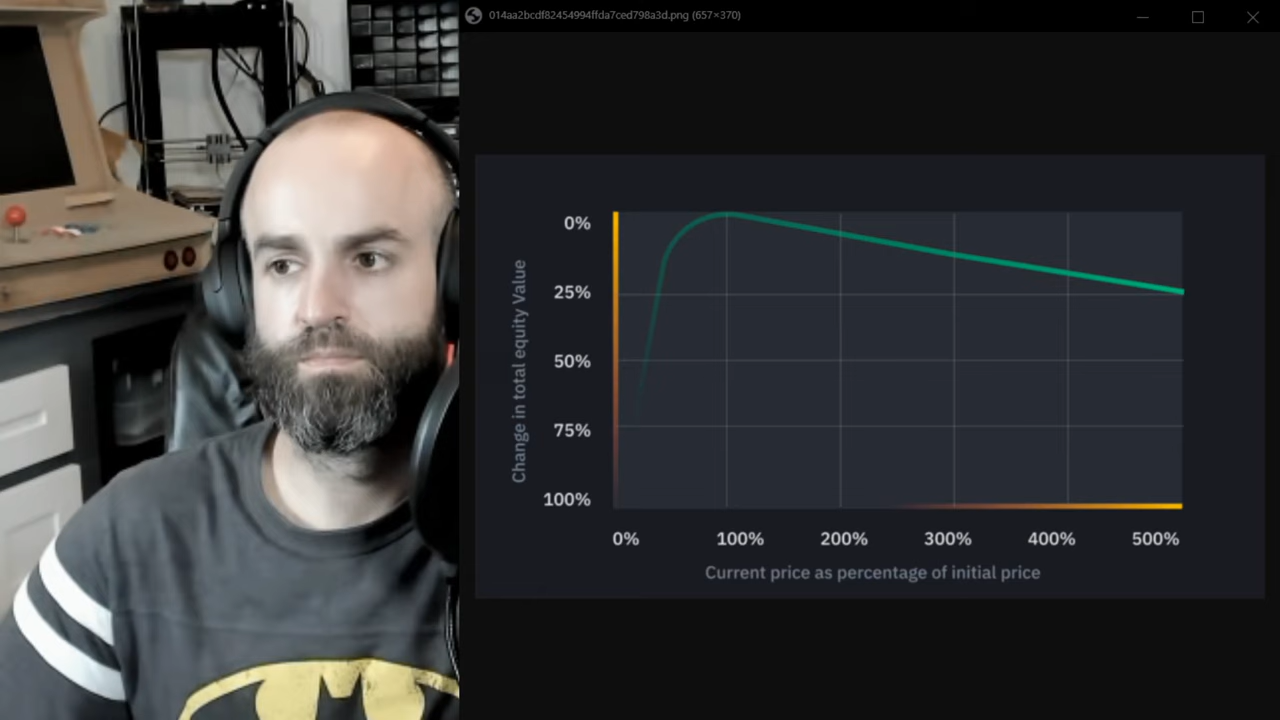 014aa2bcdf82454994ffda7ced798a3d.png (657×370)
0%
25%
50%
75%
100%
Change in total equity Value
0% 100% 200% 300% 400% 500%
Current price as percentage of initial price